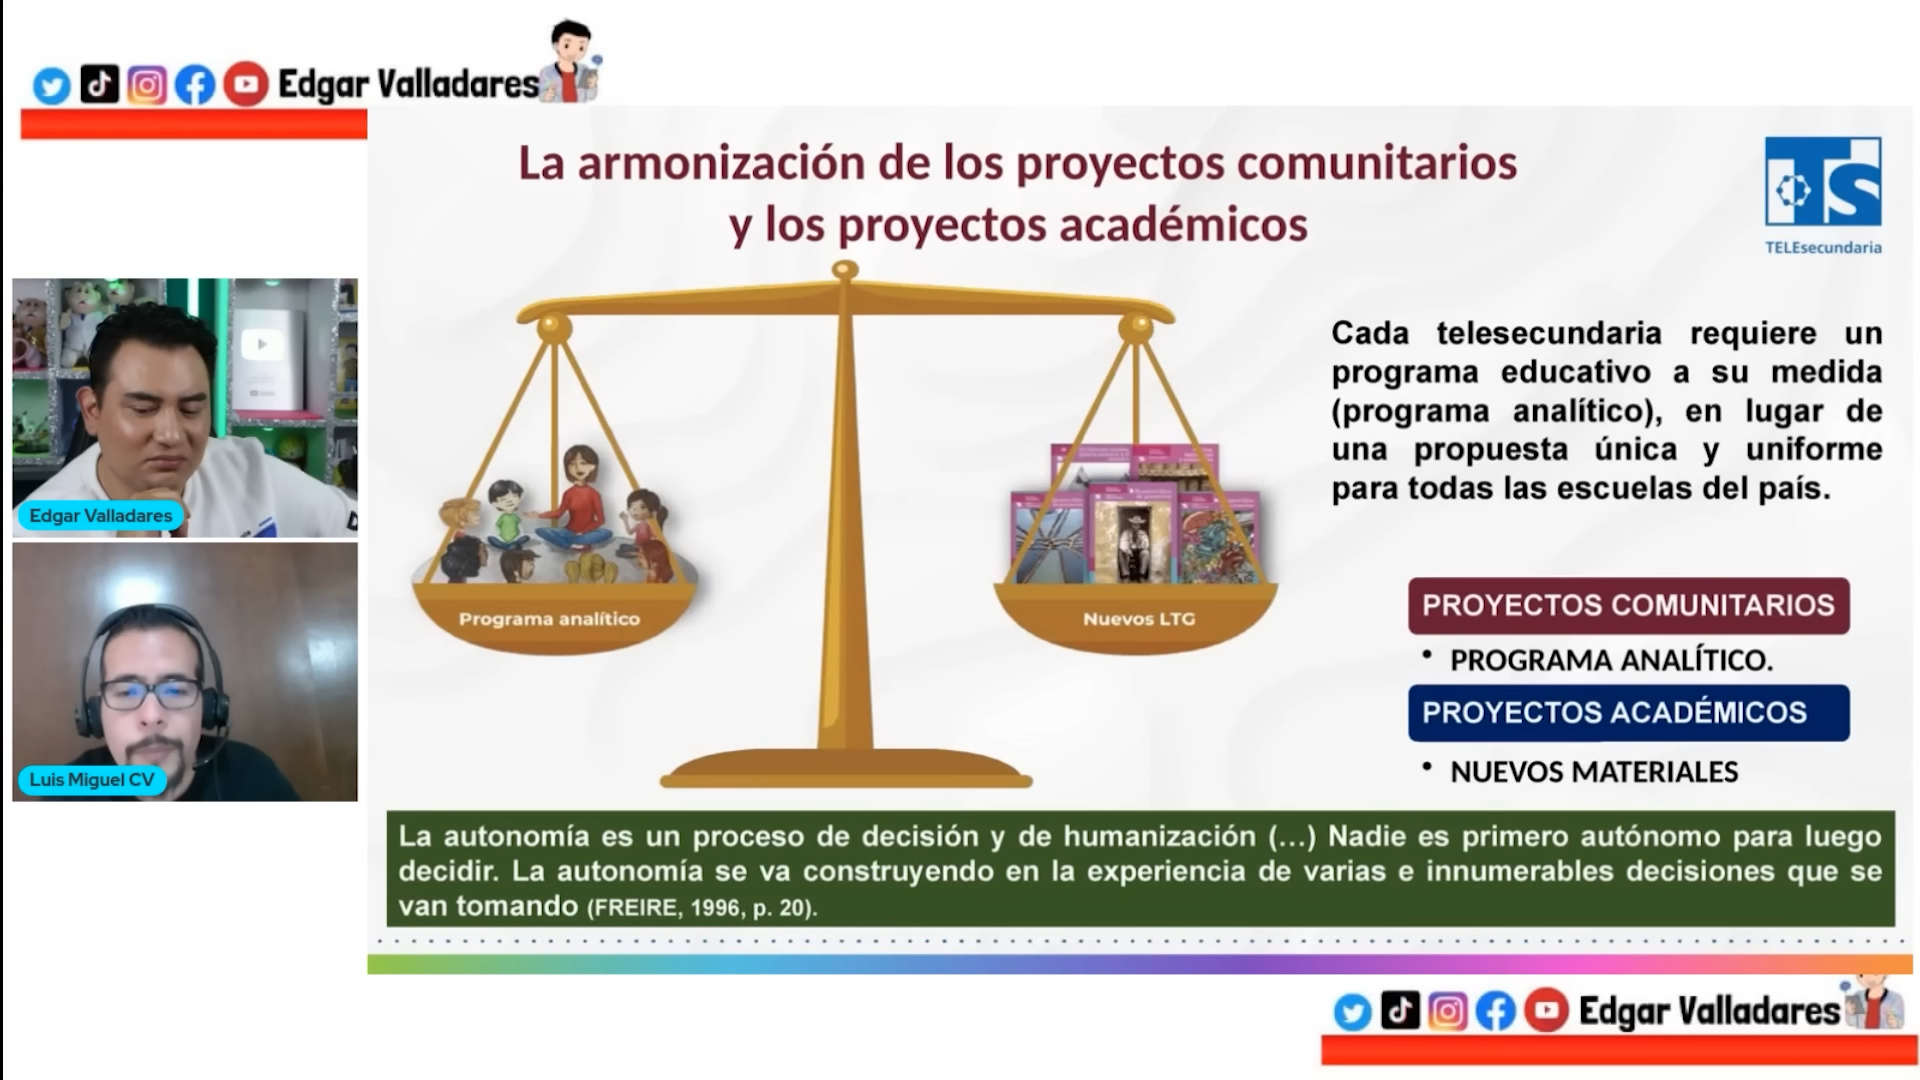 Edgar Valladares
La armonización de los proyectos comunitarios
y los proyectos académicos
TS
TELEsecundaria
Edgar Valladares
Luis Miguel CV
Programa analítico
Nuevos LTG
Cada telesecundaria requiere un
programa educativo a su medida
(programa analítico), en lugar de
una propuesta única y uniforme
para todas las escuelas del país.
PROYECTOS COMUNITARIOS
• PROGRAMA ANALÍTICO.
PROYECTOS ACADÉMICOS
• NUEVOS MATERIALES
La autonomía es un proceso de decisión y de humanización (...) Nadie es primero autónomo para luego
decidir. La autonomía se va construyendo en la experiencia de varias e innumerables decisiones que se
van tomando (FREIRE, 1996, p. 20).
Edgar Valladares